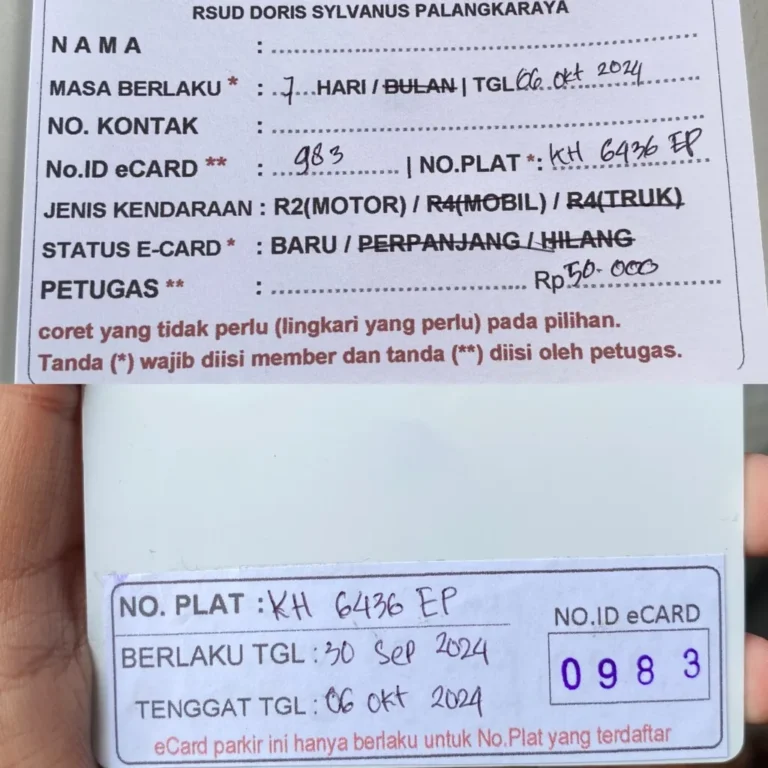 RSUD DORIS SYLVANUS PALANGKARAYA
NAMA : ........................................
MASA BERLAKU * : ..7...HARI / BULAN | TGL 06 Okt 2024
NO. KONTAK : ........................................
No.ID eCARD ** : ...983............ | NO.PLAT *: KH 6436 EP
JENIS KENDARAAN : R2(MOTOR) / R4(MOBIL) / R4(TRUK)
STATUS E-CARD * : BARU / PERPANJANG / HILANG
PETUGAS ** : ........................................ Rp 50.000
coret yang tidak perlu (lingkari yang perlu) pada pilihan.
Tanda (*) wajib diisi member dan tanda (**) diisi oleh petugas.
NO. PLAT : KH 6436 EP
NO.ID eCARD
BERLAKU TGL : 30 Sep 2024
0983
TENGGAT TGL : 06 Okt 2024
eCard parkir ini hanya berlaku untuk No.Plat yang terdaftar